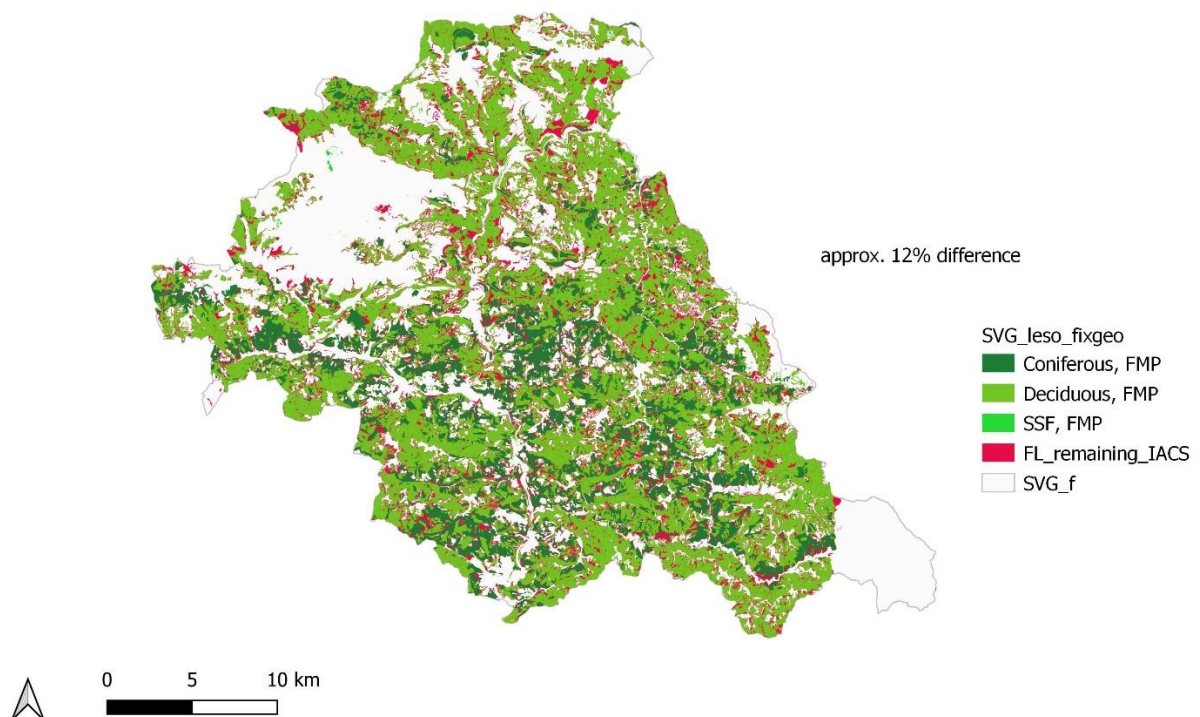 approx. 12% difference
SVG_leso_fixgeo
Coniferous, FMP
Deciduous, FMP
SSF, FMP
FL_remaining_IACS
SVG_f
0 5 10 km